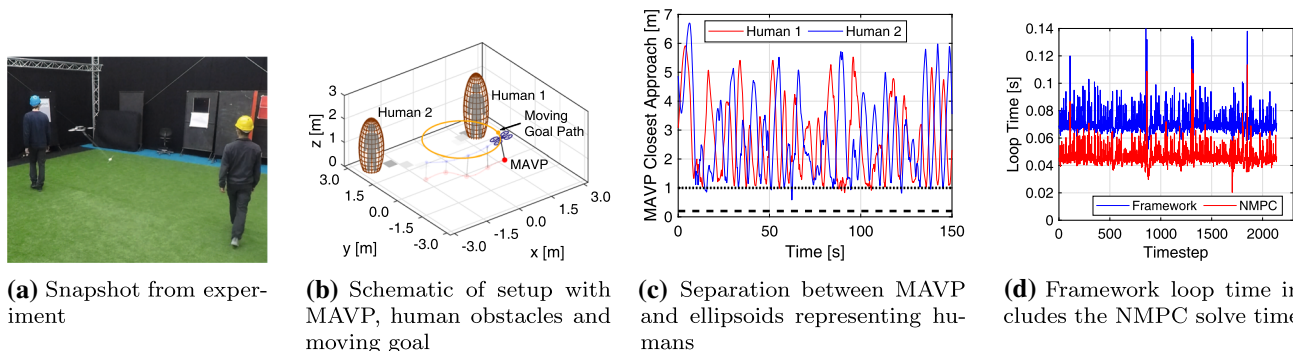 3
2
1
0
z [m]
Human 1
Human 2
Moving
Goal Path
MAVP
3.0
1.5
0.0
-1.5
-3.0
y [m]
-3.0
-1.5
0.0
1.5
3.0
x [m]
MAVP Closest Approach [m]
7
6
5
4
3
2
1
0
Human 1 Human 2
0 50 100 150
Time [s]
Loop Time [s]
0.14
0.12
0.1
0.08
0.06
0.04
0.02
0
Framework NMPC
0 500 1000 1500 2000
Timestep
(a) Snapshot from exper-
iment
(b) Schematic of setup with
MAVP, human obstacles and
moving goal
(c) Separation between MAVP
and ellipsoids representing hu-
mans
(d) Framework loop time in
cludes the NMPC solve time